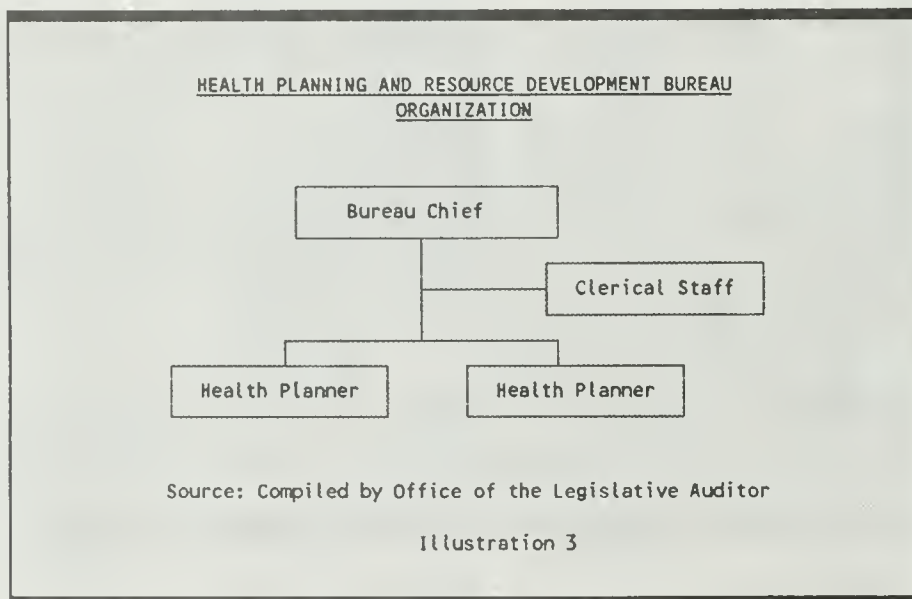 HEALTH PLANNING AND RESOURCE DEVELOPMENT BUREAU
ORGANIZATION
Bureau Chief
Clerical Staff
Health Planner Health Planner
Source: Compiled by Office of the Legislative Auditor
Illustration 3